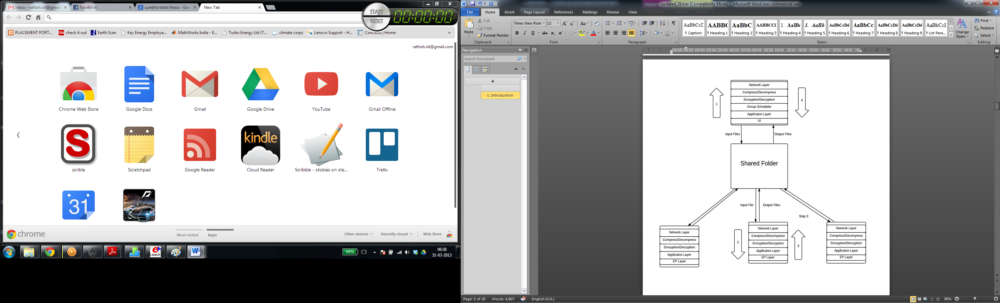 Inbox - rathish.iiit@gmail.
Facebook
surekha tetali thesis - Goo
New Tab
START
RESET
00:00:00
PLACEMENT PORT...
check it out
Earth Scan
Key Energy Employe...
MathWorks India - E...
Turbo Energy Ltd (T...
climate corps
Lenovo Support - H...
Concello | Home
»
rathish.iiit@gmail.com
Chrome Web Store
Google Docs
Gmail
Google Drive
YouTube
Gmail Offline
kindle
scrible
Scratchpad
Google Reader
Cloud Reader
Scribble - stickies on ste...
Trello
31
chrome
Most visited
Apps
Other devices
Recently closed
Web Store
Launch
99%
06:58
31-03-2013
updated_31mar [Compatibility Mode] - Microsoft Word non-commercial use
File
Home
Insert
Page Layout
References
Mailings
Review
View
Paste
Cut
Copy
Format Painter
Clipboard
Times New Rom
12
Font
Paragraph
AaBbCcI
¶ Caption
AABBC
¶ Heading 1
AaBbC
¶ Heading 2
AABBCCI
¶ Heading 3
1. AaBb
¶ Heading 4
1. AaBb
¶ Heading 5
AaBbCcDd
¶ Heading 6
AaBbCc
¶ Heading 7
AaBbCcDd
¶ Heading 8
AaBbCcDd
¶ Heading 9
AaBbCcI
¶ List Para...
Change
Styles
Styles
Find
Replace
Select
Editing
Navigation
Search Document
1. Introduction
Network Layer
Compress/Decompress
Encryption/Decryption
Group Scheduler
Applicaton Layer
UI
1
4
Input Files
Output Files
Shared Folder
Input File
Output Files
Step 3
Network Layer
Compress/Decompress
Encryption/Decryption
Applicaton Layer
EP Layer
2
Network Layer
Compress/Decompress
Encryption/Decryption
Applicaton Layer
EP Layer
3
Network Layer
Compress/Decompress
Encryption/Decryption
Applicaton Layer
EP Layer
Page: 5 of 20
Words: 4,807
English (U.K.)
90%